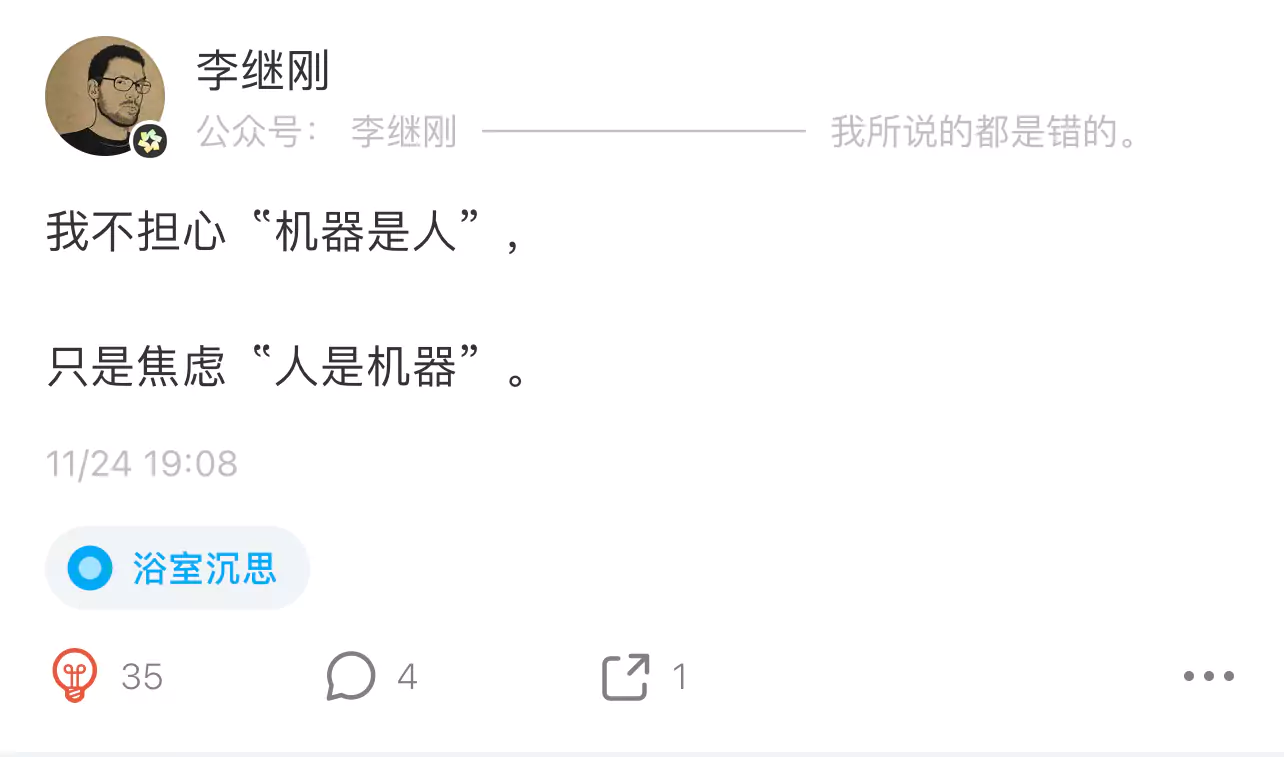 李继刚
公众号： 李继刚 ———————— 我所说的都是错的。
我不担心“机器是人”，
只是焦虑“人是机器”。
11/24 19:08
浴室沉思
35 4 1